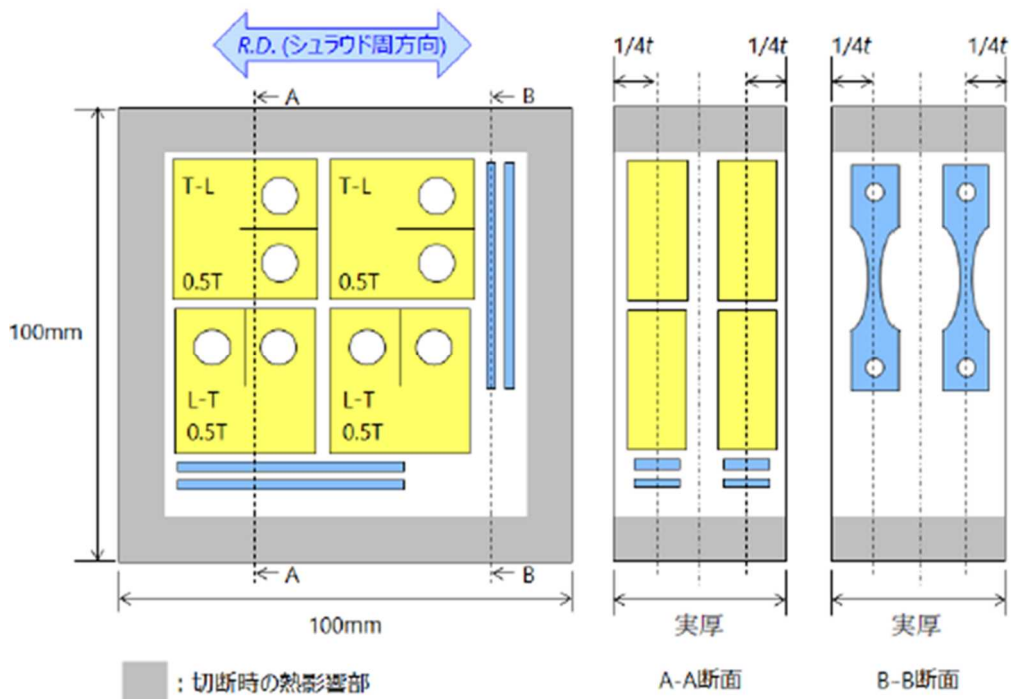 R.D. (シュラウド周方向)
1/4t
1/4t
1/4t
1/4t
←A
←B
T-L
T-L
0.5T
0.5T
100mm
L-T
0.5T
L-T
0.5T
←A
←B
100mm
実厚
実厚
: 切断時の熱影響部
A-A断面
B-B断面